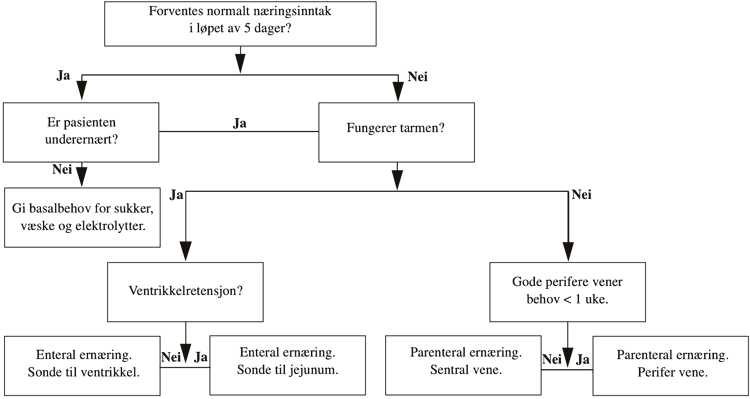 Forventes normalt næringsinntak
i løpet av 5 dager?
Ja
Nei
Er pasienten
underernært?
Ja
Fungerer tarmen?
Nei
Gi basalbehov for sukker,
væske og elektrolytter.
Ja
Nei
Ventrikkelretensjon?
Gode perifere vener
behov < 1 uke.
Enteral ernæring.
Sonde til ventrikkel.
Nei
Ja
Enteral ernæring.
Sonde til jejunum.
Parenteral ernæring.
Sentral vene.
Nei
Ja
Parenteral ernæring.
Perifer vene.